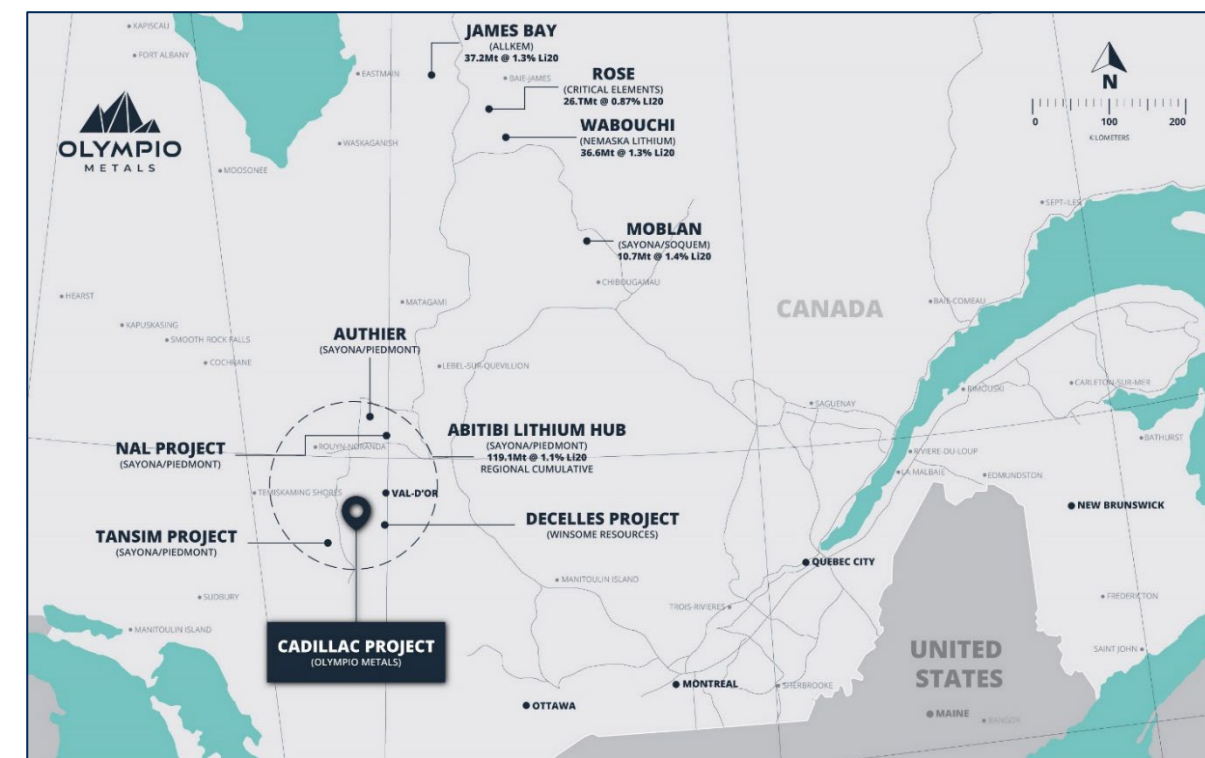 KAPISCAU
FORT ALBANY
EASTMAIN
JAMES BAY
(ALLKEM)
37.2Mt @ 1.3% Li20
BAIE-JAMES
ROSE
(CRITICAL ELEMENTS)
26.TMt @ 0.87% LI20
WABOUCHI
(NEMASKA LITHIUM)
36.6Mt @ 1.3% Li20
N
0 100 200
KILOMETERS
OLYMPIO
METALS
WASKAGANISH
MOOSONEE
SEPT-ILES
MOBLAN
(SAYONA/SOQUEM)
10.7Mt @ 1.4% Li20
CHIBOUGAMAU
HEARST
MATAGAMI
CANADA
BAIE-COMEAU
KAPUSKASING
SMOOTH ROCK FALLS
COCHRANE
AUTHIER
(SAYONA/PIEDMONT)
LEBEL-SUR-QUEVILLION
RIMOUSKI
CARLETON-SUR-MER
SAGUENAY
NAL PROJECT
(SAYONA/PIEDMONT)
ROUYN-NORANDA
ABITIBI LITHIUM HUB
(SAYONA/PIEDMONT)
119.1Mt @ 1.1% Li20
REGIONAL CUMULATIVE
BATHURST
RIVIERE-DU-LOUP
LA MALBAIE
EDMUNDSTON
TEMISKAMING SHORES
VAL-D'OR
NEW BRUNSWICK
DECELLES PROJECT
(WINSOME RESOURCES)
TANSIM PROJECT
(SAYONA/PIEDMONT)
QUEBEC CITY
MANITOULIN ISLAND
SUDBURY
TROIS-RIVIERES
FREDERICTON
MANITOULIN ISLAND
CADILLAC PROJECT
(OLYMPIO METALS)
UNITED
STATES
SAINT JOHN
MONTREAL
SHERBROOKE
OTTAWA
MAINE
BANGOR